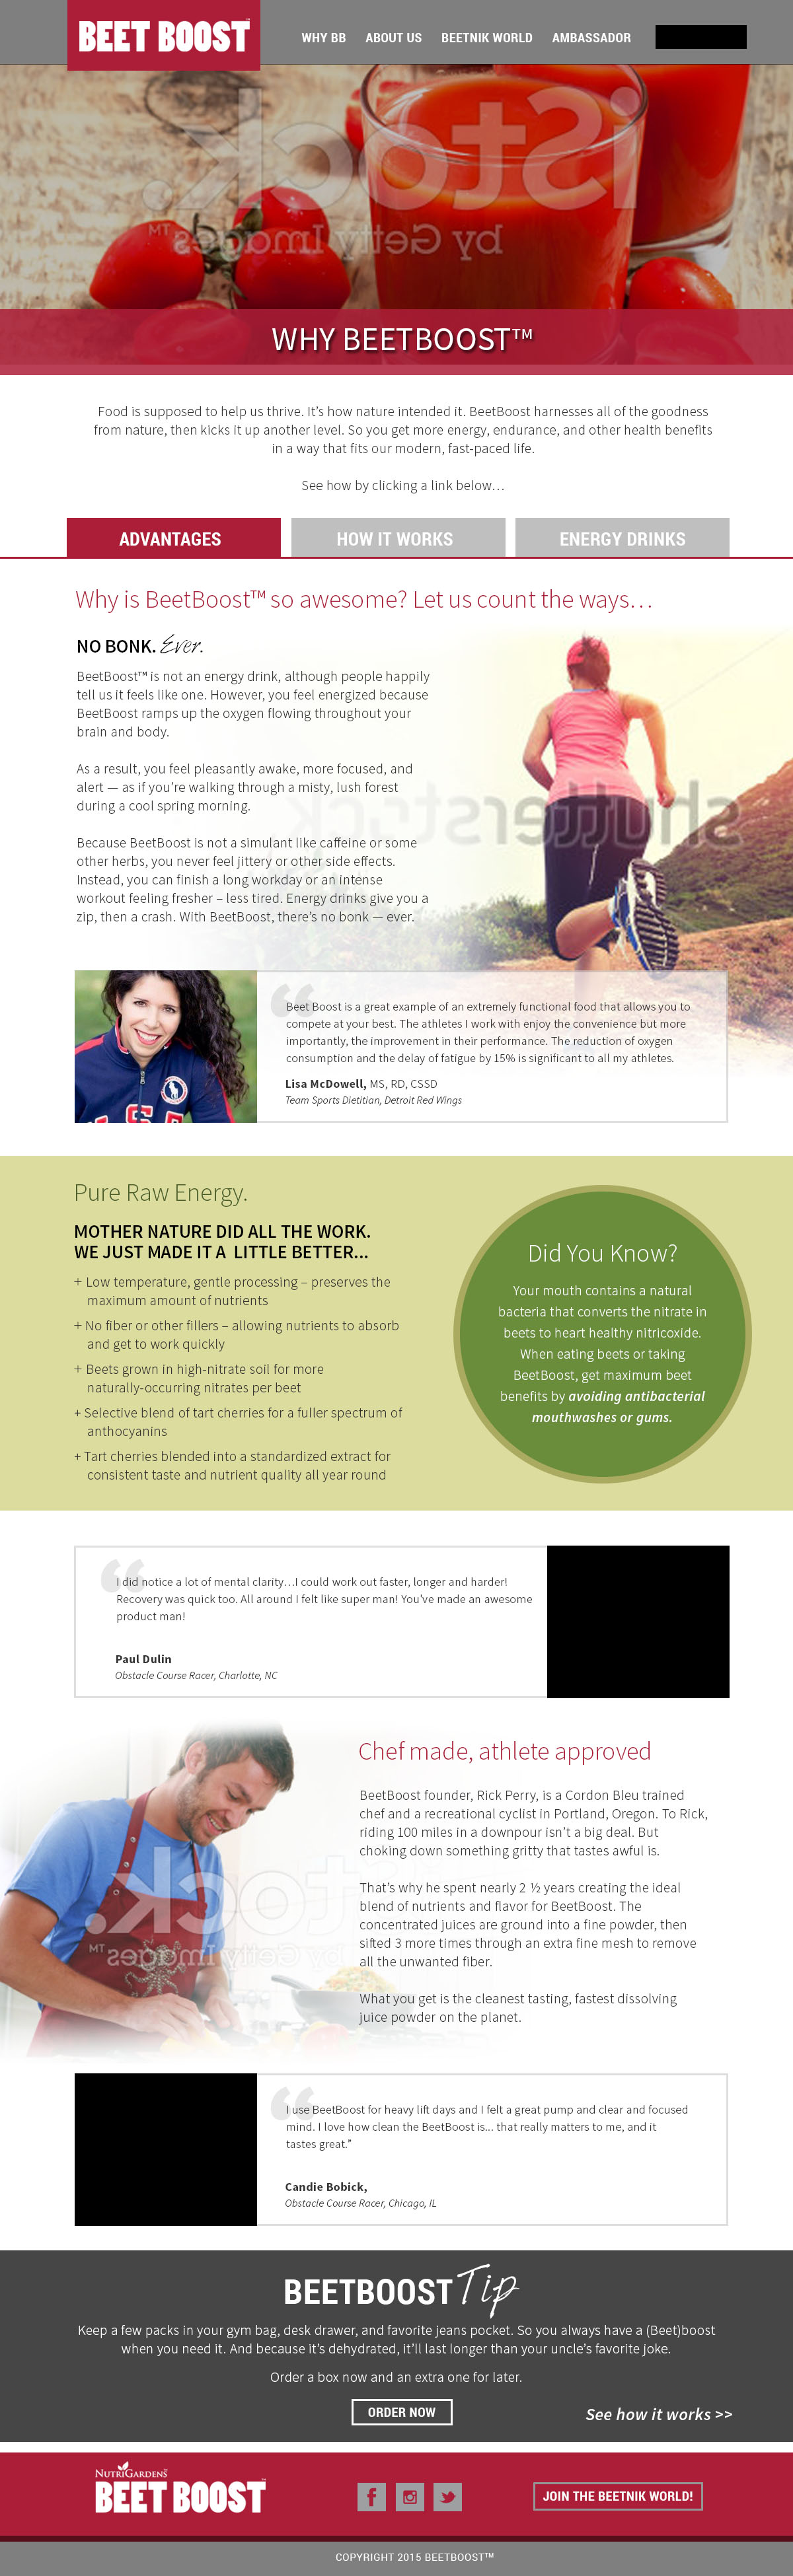 BEET BOOST™
WHY BB ABOUT US BEETNIK WORLD AMBASSADOR
iStock.
by Getty Images™
WHY BEETBOOST™
Food is supposed to help us thrive. It's how nature intended it. BeetBoost harnesses all of the goodness
from nature, then kicks it up another level. So you get more energy, endurance, and other health benefits
in a way that fits our modern, fast-paced life.
See how by clicking a link below…
ADVANTAGES HOW IT WORKS ENERGY DRINKS
Why is BeetBoost™ so awesome? Let us count the ways…
NO BONK. Ever.
BeetBoost™ is not an energy drink, although people happily
tell us it feels like one. However, you feel energized because
BeetBoost ramps up the oxygen flowing throughout your
brain and body.
As a result, you feel pleasantly awake, more focused, and
alert — as if you're walking through a misty, lush forest
during a cool spring morning.
Because BeetBoost is not a simulant like caffeine or some
other herbs, you never feel jittery or other side effects.
Instead, you can finish a long workday or an intense
workout feeling fresher – less tired. Energy drinks give you a
zip, then a crash. With BeetBoost, there's no bonk — ever.
shutterstock
“
Beet Boost is a great example of an extremely functional food that allows you to
compete at your best. The athletes I work with enjoy the convenience but more
importantly, the improvement in their performance. The reduction of oxygen
consumption and the delay of fatigue by 15% is significant to all my athletes.
Lisa McDowell, MS, RD, CSSD
Team Sports Dietitian, Detroit Red Wings
Pure Raw Energy.
MOTHER NATURE DID ALL THE WORK.
WE JUST MADE IT A LITTLE BETTER...
+ Low temperature, gentle processing – preserves the
maximum amount of nutrients
+ No fiber or other fillers – allowing nutrients to absorb
and get to work quickly
+ Beets grown in high-nitrate soil for more
naturally-occurring nitrates per beet
+ Selective blend of tart cherries for a fuller spectrum of
anthocyanins
+ Tart cherries blended into a standardized extract for
consistent taste and nutrient quality all year round
Did You Know?
Your mouth contains a natural
bacteria that converts the nitrate in
beets to heart healthy nitricoxide.
When eating beets or taking
BeetBoost, get maximum beet
benefits by avoiding antibacterial
mouthwashes or gums.
“
I did notice a lot of mental clarity…I could work out faster, longer and harder!
Recovery was quick too. All around I felt like super man! You've made an awesome
product man!
Paul Dulin
Obstacle Course Racer, Charlotte, NC
Chef made, athlete approved
BeetBoost founder, Rick Perry, is a Cordon Bleu trained
chef and a recreational cyclist in Portland, Oregon. To Rick,
riding 100 miles in a downpour isn't a big deal. But
choking down something gritty that tastes awful is.
That's why he spent nearly 2 ½ years creating the ideal
blend of nutrients and flavor for BeetBoost. The
concentrated juices are ground into a fine powder, then
sifted 3 more times through an extra fine mesh to remove
all the unwanted fiber.
What you get is the cleanest tasting, fastest dissolving
juice powder on the planet.
iStock.
by Getty Images™
“
I use BeetBoost for heavy lift days and I felt a great pump and clear and focused
mind. I love how clean the BeetBoost is... that really matters to me, and it
tastes great.”
Candie Bobick,
Obstacle Course Racer, Chicago, IL
BEETBOOST Tip
Keep a few packs in your gym bag, desk drawer, and favorite jeans pocket. So you always have a (Beet)boost
when you need it. And because it's dehydrated, it'll last longer than your uncle's favorite joke.
Order a box now and an extra one for later.
ORDER NOW
See how it works >>
NUTRIGARDENS™
BEET BOOST™
JOIN THE BEETNIK WORLD!
COPYRIGHT 2015 BEETBOOST™